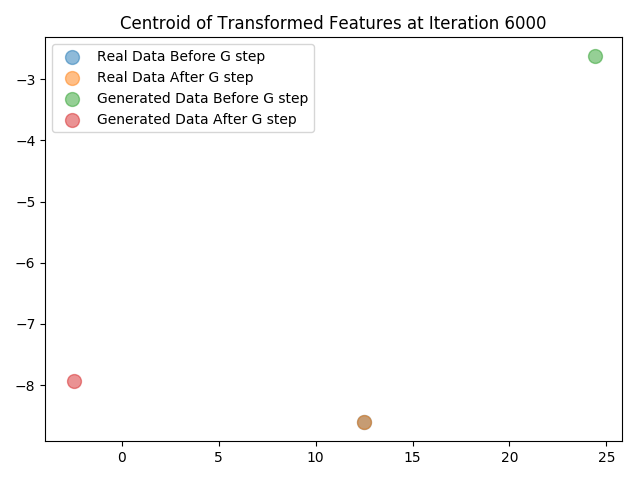 Centroid of Transformed Features at Iteration 6000
Real Data Before G step
Real Data After G step
Generated Data Before G step
Generated Data After G step
−3
−4
−5
−6
−7
−8
0 5 10 15 20 25